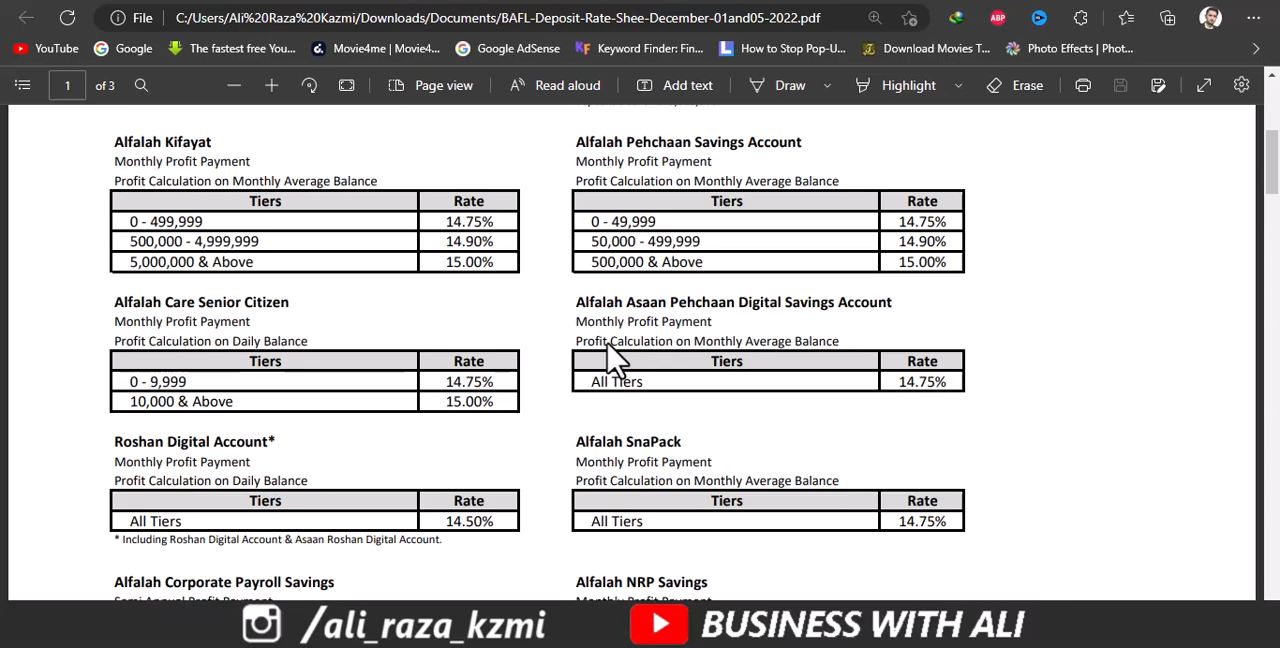 File
C:/Users/Ali%20Raza%20Kazmi/Downloads/Documents/BAFL-Deposit-Rate-Shee-December-01and05-2022.pdf
ABP
YouTube
Google
The fastest free You...
Movie4me | Movie4...
Google AdSense
KF
Keyword Finder: Fin...
How to Stop Pop-U...
Download Movies T...
Photo Effects | Phot...
1
of 3
Page view
Read aloud
Add text
Draw
Highlight
Erase
Alfalah Kifayat
Monthly Profit Payment
Profit Calculation on Monthly Average Balance
Tiers Rate
0 - 499,999 14.75%
500,000 - 4,999,999 14.90%
5,000,000 & Above 15.00%
Alfalah Pehchaan Savings Account
Monthly Profit Payment
Profit Calculation on Monthly Average Balance
Tiers Rate
0 - 49,999 14.75%
50,000 - 499,999 14.90%
500,000 & Above 15.00%
Alfalah Care Senior Citizen
Monthly Profit Payment
Profit Calculation on Daily Balance
Tiers Rate
0 - 9,999 14.75%
10,000 & Above 15.00%
Alfalah Asaan Pehchaan Digital Savings Account
Monthly Profit Payment
Profit Calculation on Monthly Average Balance
Tiers Rate
All Tiers 14.75%
Roshan Digital Account*
Monthly Profit Payment
Profit Calculation on Daily Balance
Tiers Rate
All Tiers 14.50%
* Including Roshan Digital Account & Asaan Roshan Digital Account.
Alfalah SnaPack
Monthly Profit Payment
Profit Calculation on Monthly Average Balance
Tiers Rate
All Tiers 14.75%
Alfalah Corporate Payroll Savings
Alfalah NRP Savings
/ali_raza_kzmi
BUSINESS WITH ALI